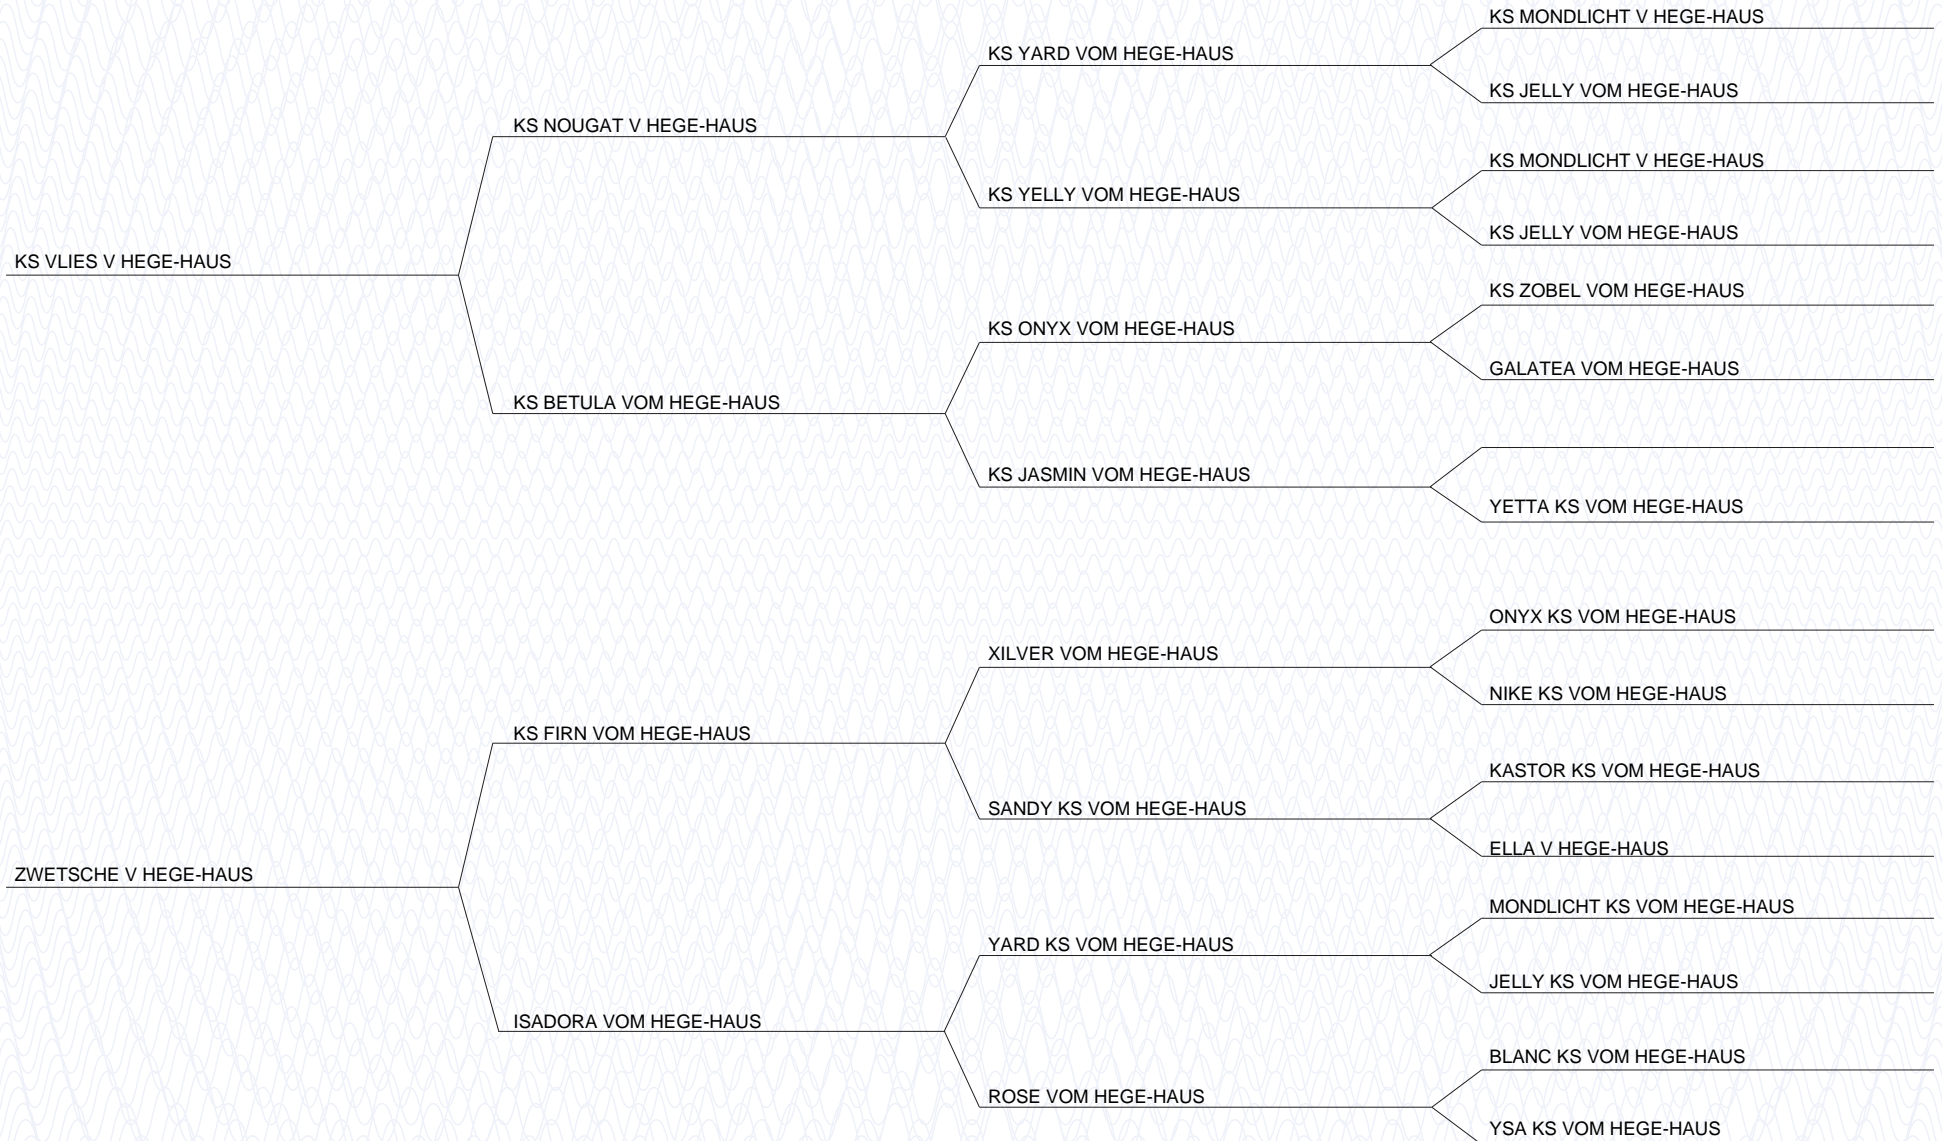 KS MONDLICHT V HEGE-HAUS
KS YARD VOM HEGE-HAUS
KS JELLY VOM HEGE-HAUS
KS NOUGAT V HEGE-HAUS
KS MONDLICHT V HEGE-HAUS
KS YELLY VOM HEGE-HAUS
KS JELLY VOM HEGE-HAUS
KS VLIES V HEGE-HAUS
KS ZOBEL VOM HEGE-HAUS
KS ONYX VOM HEGE-HAUS
GALATEA VOM HEGE-HAUS
KS BETULA VOM HEGE-HAUS
KS JASMIN VOM HEGE-HAUS
YETTA KS VOM HEGE-HAUS
ONYX KS VOM HEGE-HAUS
XILVER VOM HEGE-HAUS
NIKE KS VOM HEGE-HAUS
KS FIRN VOM HEGE-HAUS
KASTOR KS VOM HEGE-HAUS
SANDY KS VOM HEGE-HAUS
ELLA V HEGE-HAUS
ZWETSCHE V HEGE-HAUS
MONDLICHT KS VOM HEGE-HAUS
YARD KS VOM HEGE-HAUS
JELLY KS VOM HEGE-HAUS
ISADORA VOM HEGE-HAUS
BLANC KS VOM HEGE-HAUS
ROSE VOM HEGE-HAUS
YSA KS VOM HEGE-HAUS